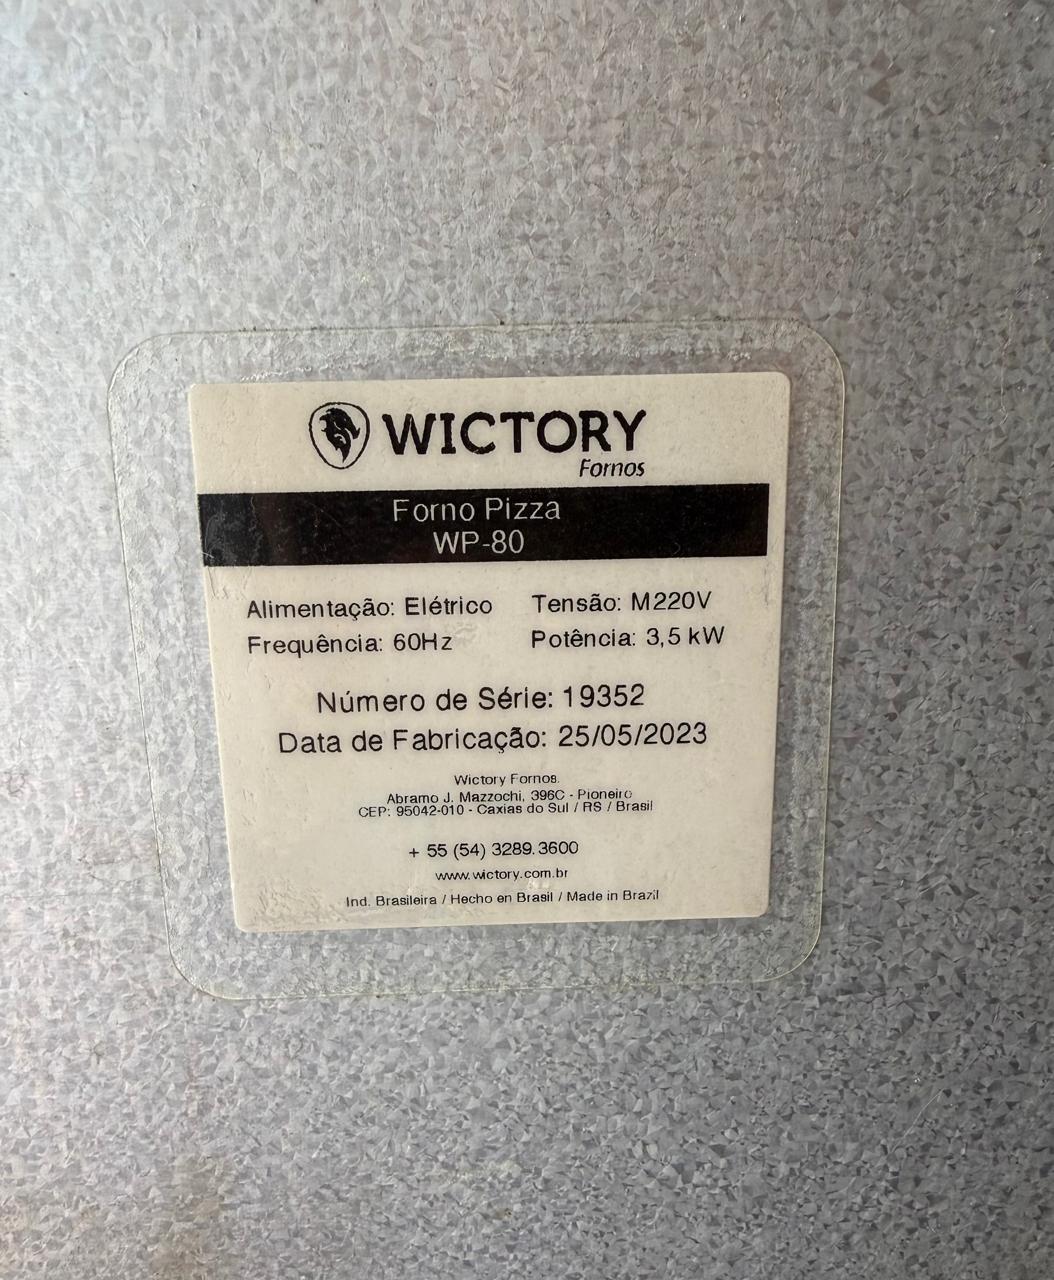 WICTORY
Fornos
Forno Pizza
WP-80
Alimentação: Elétrico Tensão: M220V
Frequência: 60Hz Potência: 3,5 kW
Número de Série: 19352
Data de Fabricação: 25/05/2023
Wictory Fornos.
Abramo J. Mazzochi, 396C - Pioneiro
CEP: 95042-010 - Caxias do Sul / RS / Brasil
+ 55 (54) 3289.3600
www.wictory.com.br
Ind. Brasileira / Hecho en Brasil / Made in Brazil